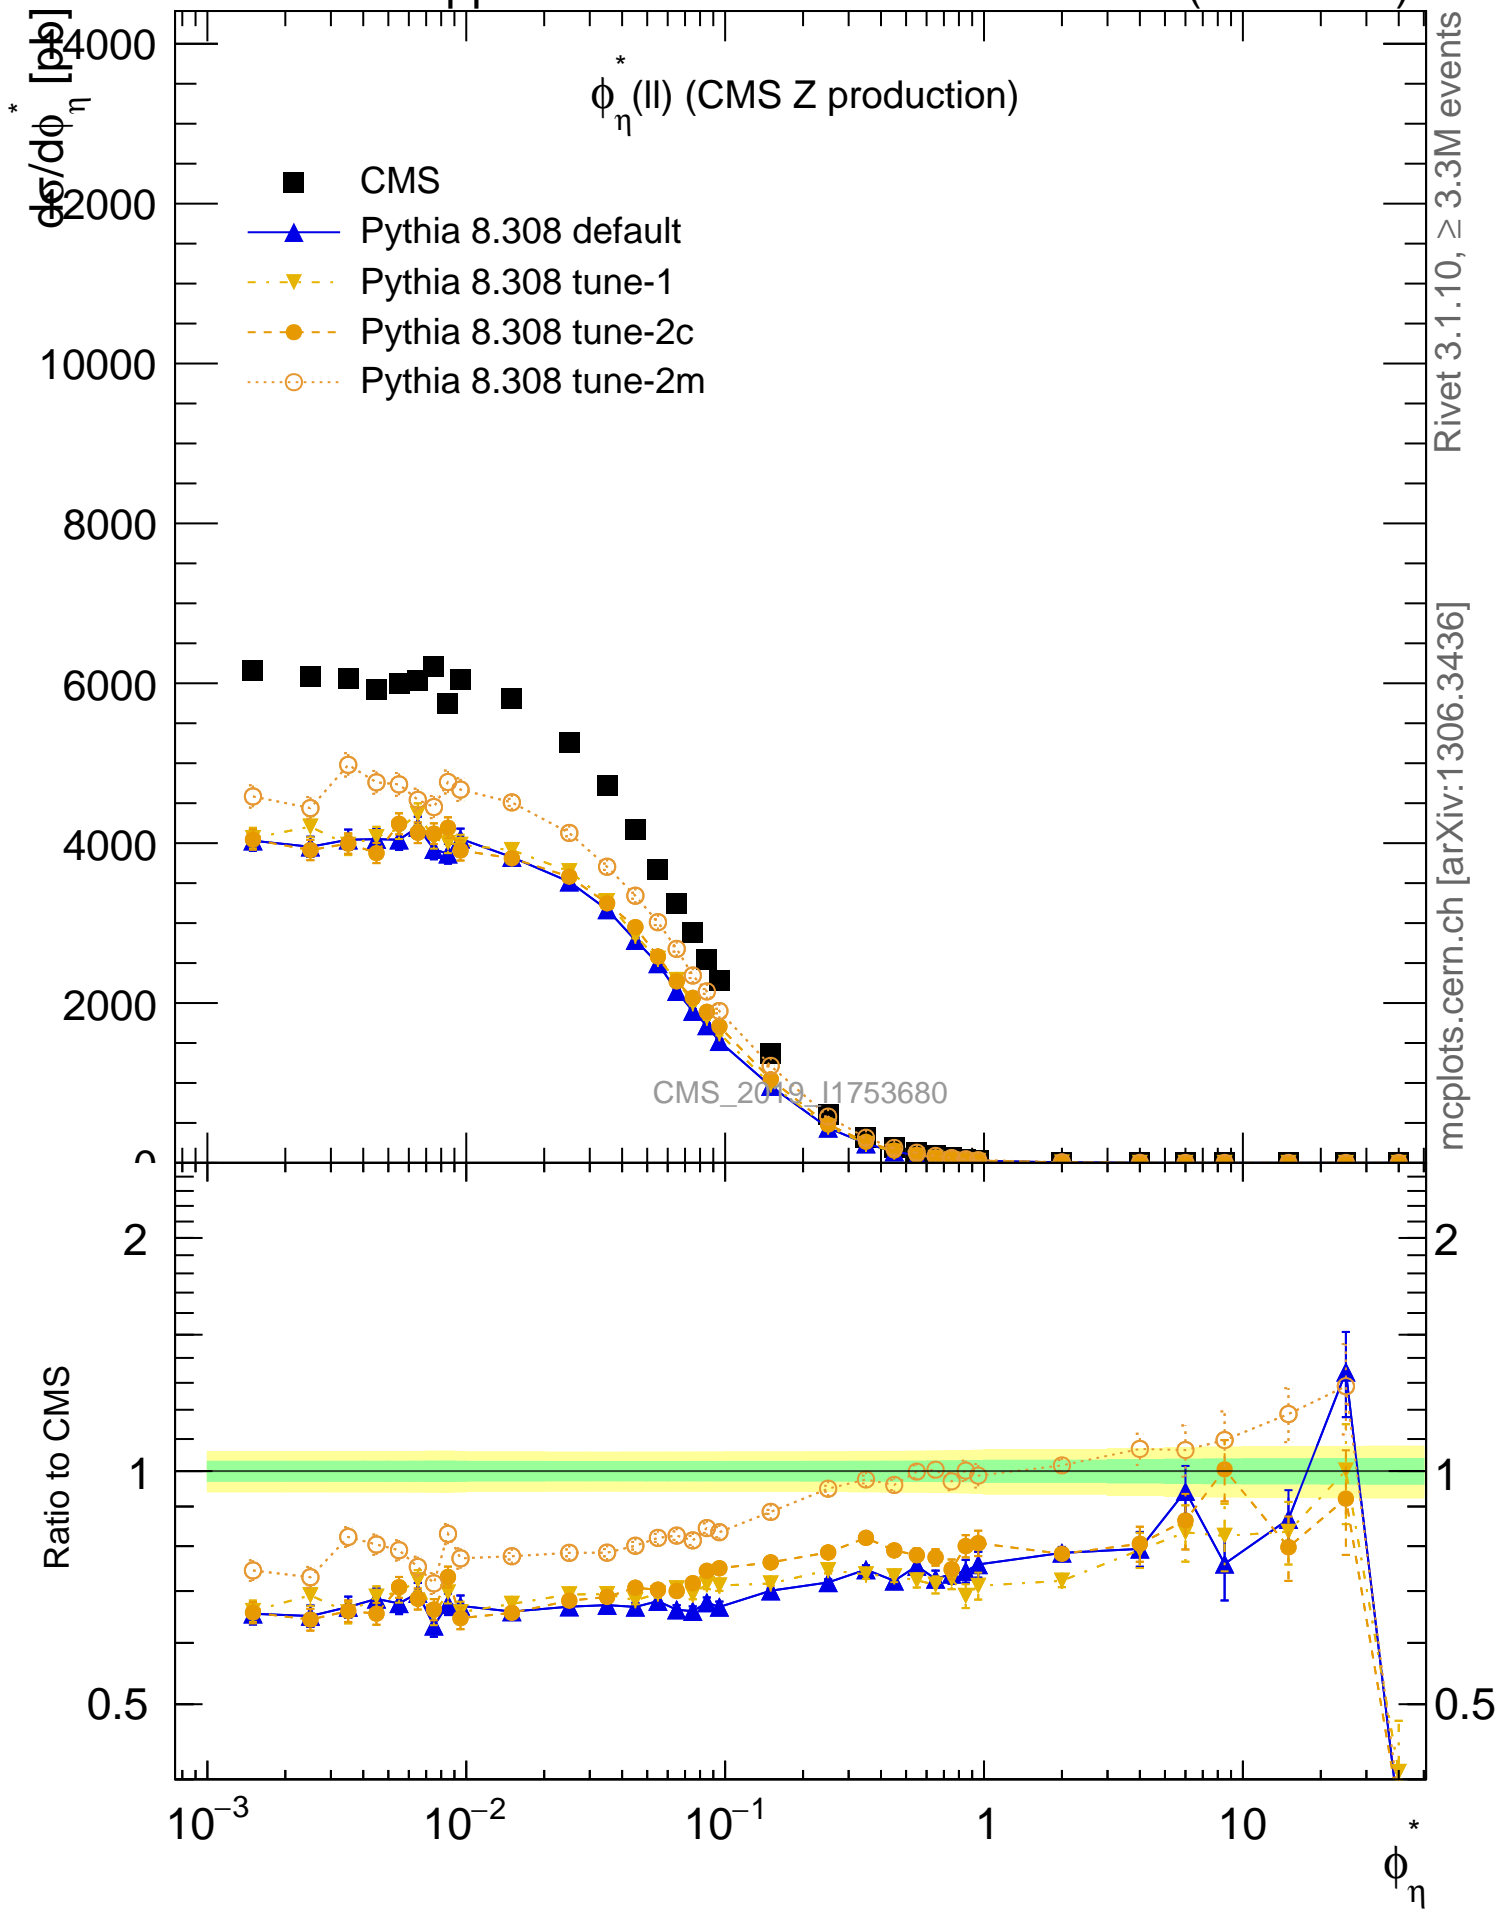 dσ/dφ*η [pb]
φ*η(ll) (CMS Z production)
CMS
Pythia 8.308 default
Pythia 8.308 tune-1
Pythia 8.308 tune-2c
Pythia 8.308 tune-2m
14000
12000
10000
8000
6000
4000
2000
0
CMS_2019_I1753680
Rivet 3.1.10, ≥ 3.3M events
mcplots.cern.ch [arXiv:1306.3436]
Ratio to CMS
2
1
0.5
2
1
0.5
10−3 10−2 10−1 1 10
φ*η